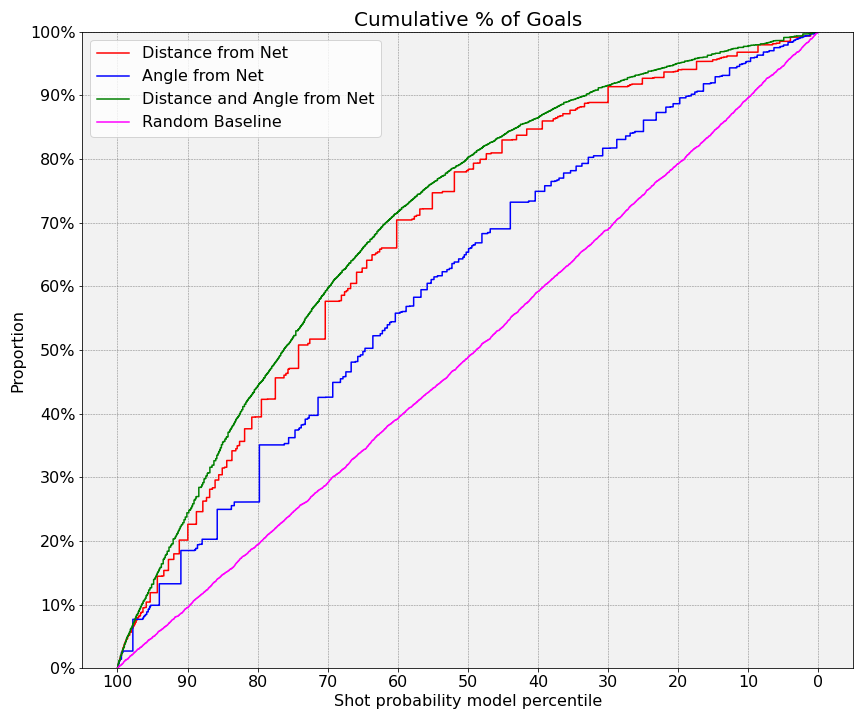 Cumulative % of Goals
Distance from Net
Angle from Net
Distance and Angle from Net
Random Baseline
100%
90%
80%
70%
60%
50%
40%
30%
20%
10%
0%
Proportion
100 90 80 70 60 50 40 30 20 10 0
Shot probability model percentile